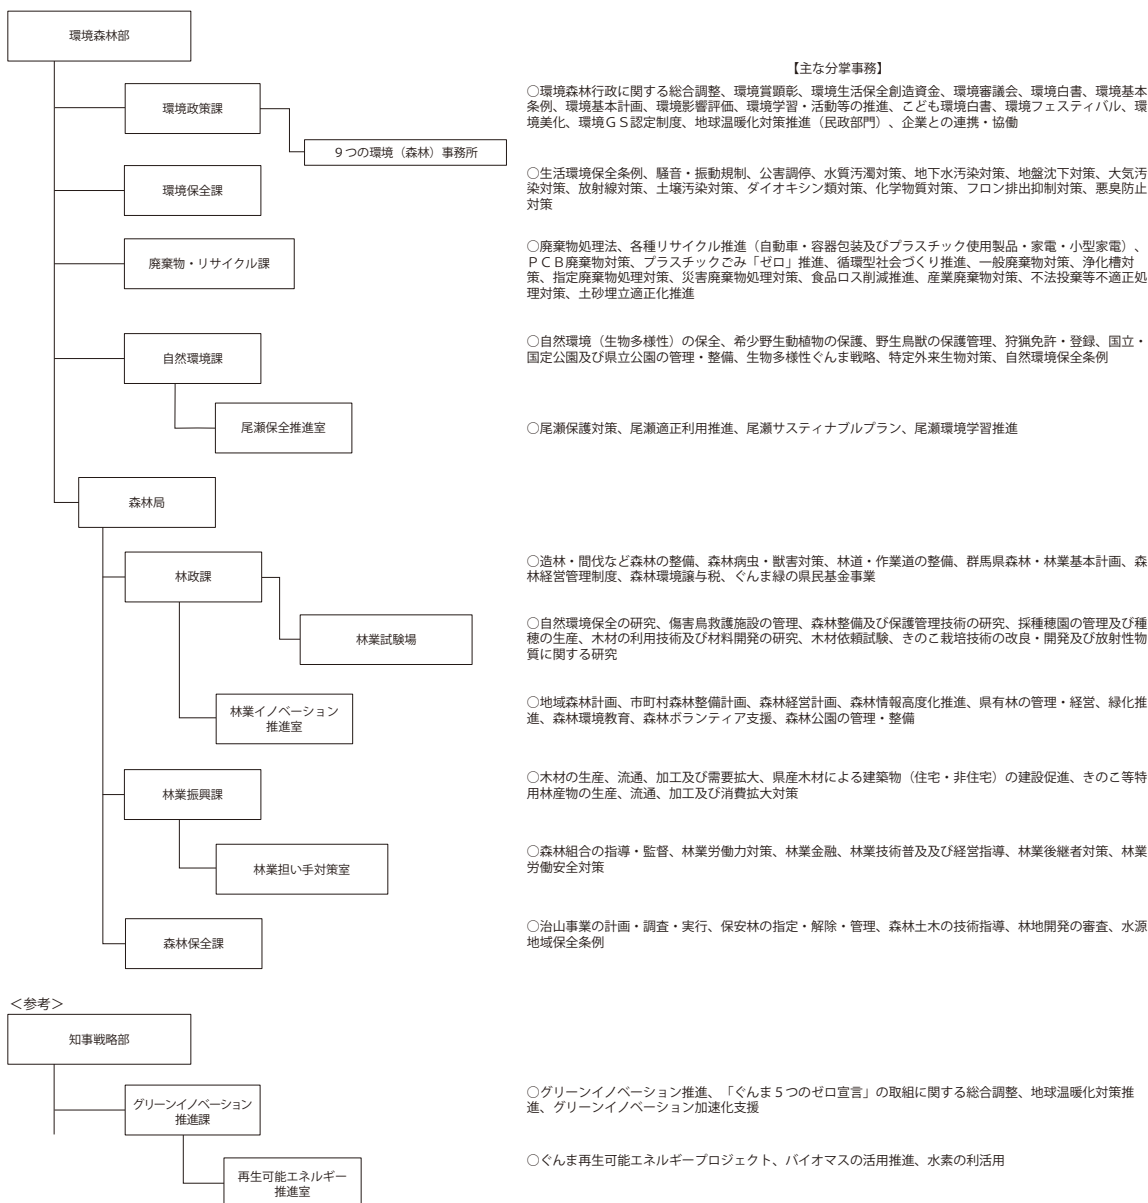 環境森林部
【主な分掌事務】
環境政策課
○環境森林行政に関する総合調整、環境賞顕彰、環境生活保全創造資金、環境審議会、環境白書、環境基本
条例、環境基本計画、環境影響評価、環境学習・活動等の推進、こども環境白書、環境フェスティバル、環
境美化、環境GS認定制度、地球温暖化対策推進（民政部門）、企業との連携・協働
9つの環境（森林）事務所
環境保全課
○生活環境保全条例、騒音・振動規制、公害調停、水質汚濁対策、地下水汚染対策、地盤沈下対策、大気汚
染対策、放射線対策、土壌汚染対策、ダイオキシン類対策、化学物質対策、フロン排出抑制対策、悪臭防止
対策
廃棄物・リサイクル課
○廃棄物処理法、各種リサイクル推進（自動車・容器包装及びプラスチック使用製品・家電・小型家電）、
PCB廃棄物対策、プラスチックごみ「ゼロ」推進、循環型社会づくり推進、一般廃棄物対策、浄化槽対
策、指定廃棄物処理対策、災害廃棄物処理対策、食品ロス削減推進、産業廃棄物対策、不法投棄等不適正処
理対策、土砂埋立適正化推進
自然環境課
○自然環境（生物多様性）の保全、希少野生動植物の保護、野生鳥獣の保護管理、狩猟免許・登録、国立・
国定公園及び県立公園の管理・整備、生物多様性ぐんま戦略、特定外来生物対策、自然環境保全条例
尾瀬保全推進室
○尾瀬保護対策、尾瀬適正利用推進、尾瀬サスティナブルプラン、尾瀬環境学習推進
森林局
林政課
○造林・間伐など森林の整備、森林病虫・獣害対策、林道・作業道の整備、群馬県森林・林業基本計画、森
林経営管理制度、森林環境譲与税、ぐんま緑の県民基金事業
林業試験場
○自然環境保全の研究、傷害鳥救護施設の管理、森林整備及び保護管理技術の研究、採種穂園の管理及び種
穂の生産、木材の利用技術及び材料開発の研究、木材依頼試験、きのこ栽培技術の改良・開発及び放射性物
質に関する研究
林業イノベーション
推進室
○地域森林計画、市町村森林整備計画、森林経営計画、森林情報高度化推進、県有林の管理・経営、緑化推
進、森林環境教育、森林ボランティア支援、森林公園の管理・整備
林業振興課
○木材の生産、流通、加工及び需要拡大、県産木材による建築物（住宅・非住宅）の建設促進、きのこ等特
用林産物の生産、流通、加工及び消費拡大対策
林業担い手対策室
○森林組合の指導・監督、林業労働力対策、林業金融、林業技術普及及び経営指導、林業後継者対策、林業
労働安全対策
森林保全課
○治山事業の計画・調査・実行、保安林の指定・解除・管理、森林土木の技術指導、林地開発の審査、水源
地域保全条例
＜参考＞
知事戦略部
グリーンイノベーション
推進課
○グリーンイノベーション推進、「ぐんま5つのゼロ宣言」の取組に関する総合調整、地球温暖化対策推
進、グリーンイノベーション加速化支援
再生可能エネルギー
推進室
○ぐんま再生可能エネルギープロジェクト、バイオマスの活用推進、水素の利活用